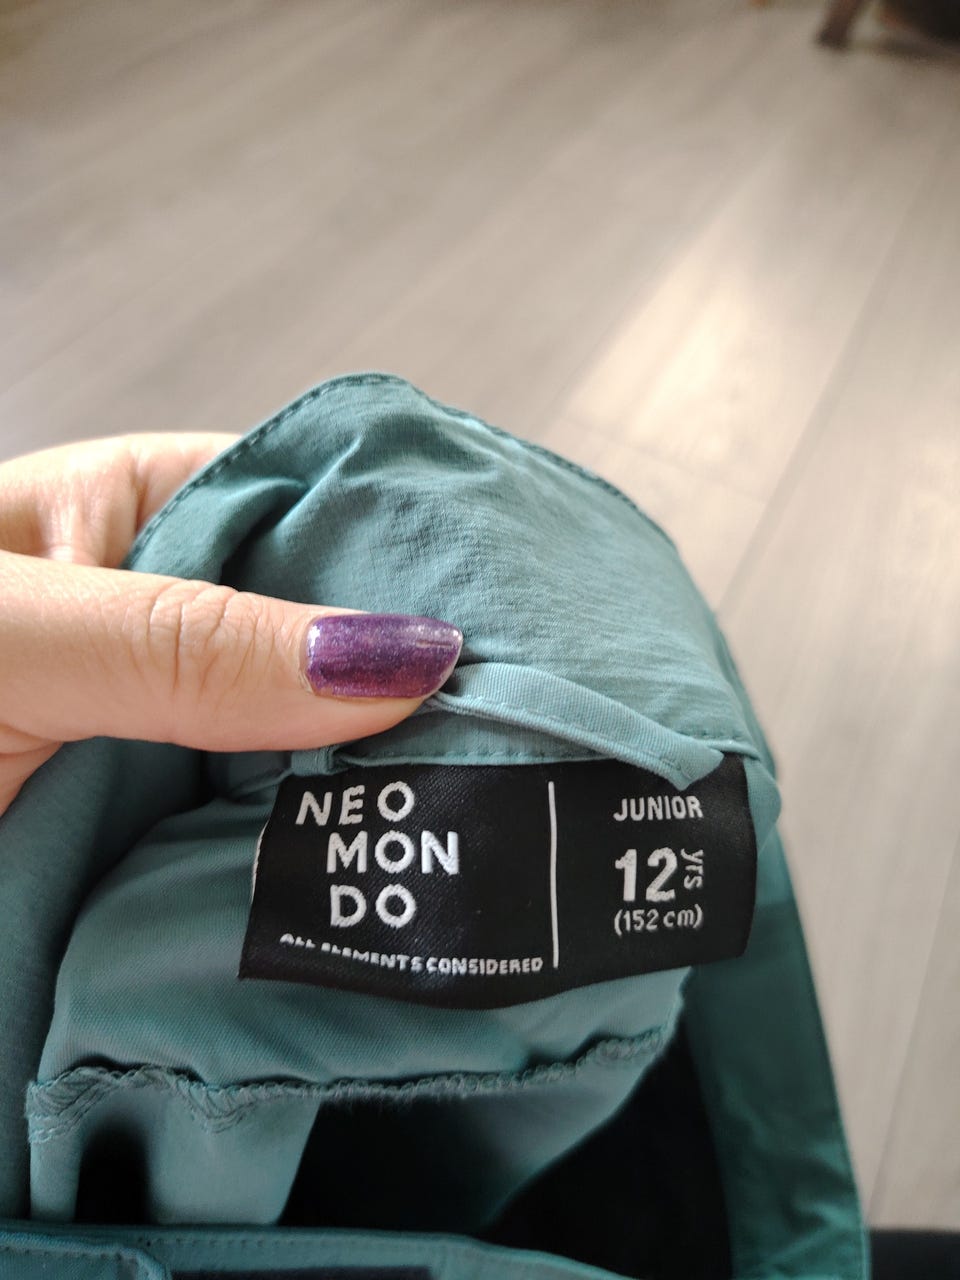 NEO
MON
DO
ALL ELEMENTS CONSIDERED
JUNIOR
12 yrs
(152 cm)